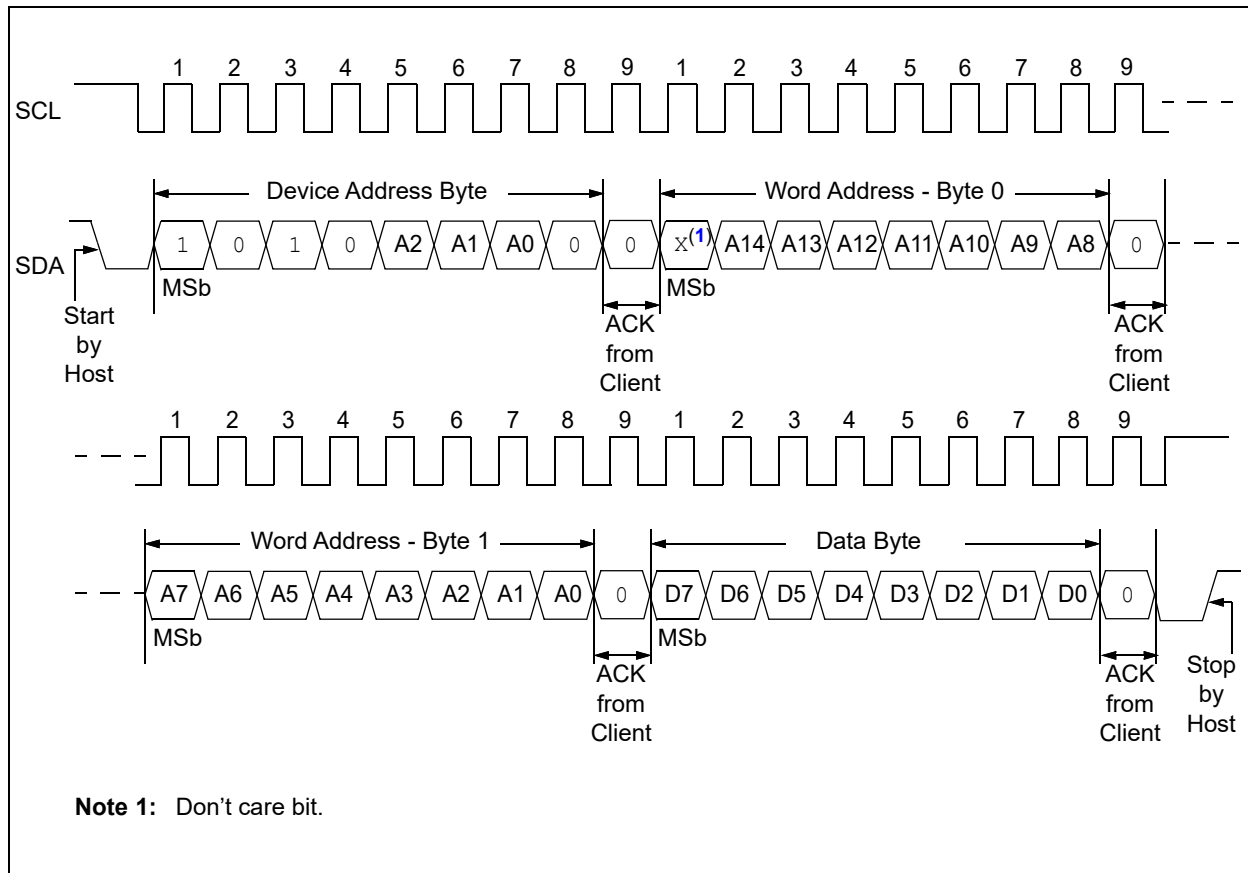 1 2 3 4 5 6 7 8 9 1 2 3 4 5 6 7 8 9
SCL
Device Address Byte Word Address - Byte 0
SDA 1 0 1 0 A2 A1 A0 0 0 X(1) A14 A13 A12 A11 A10 A9 A8 0
MSb MSb
Start by Host
ACK from Client
ACK from Client
1 2 3 4 5 6 7 8 9 1 2 3 4 5 6 7 8 9
Word Address - Byte 1 Data Byte
A7 A6 A5 A4 A3 A2 A1 A0 0 D7 D6 D5 D4 D3 D2 D1 D0 0
MSb MSb
ACK from Client
ACK from Client
Stop by Host
Note 1: Don't care bit.